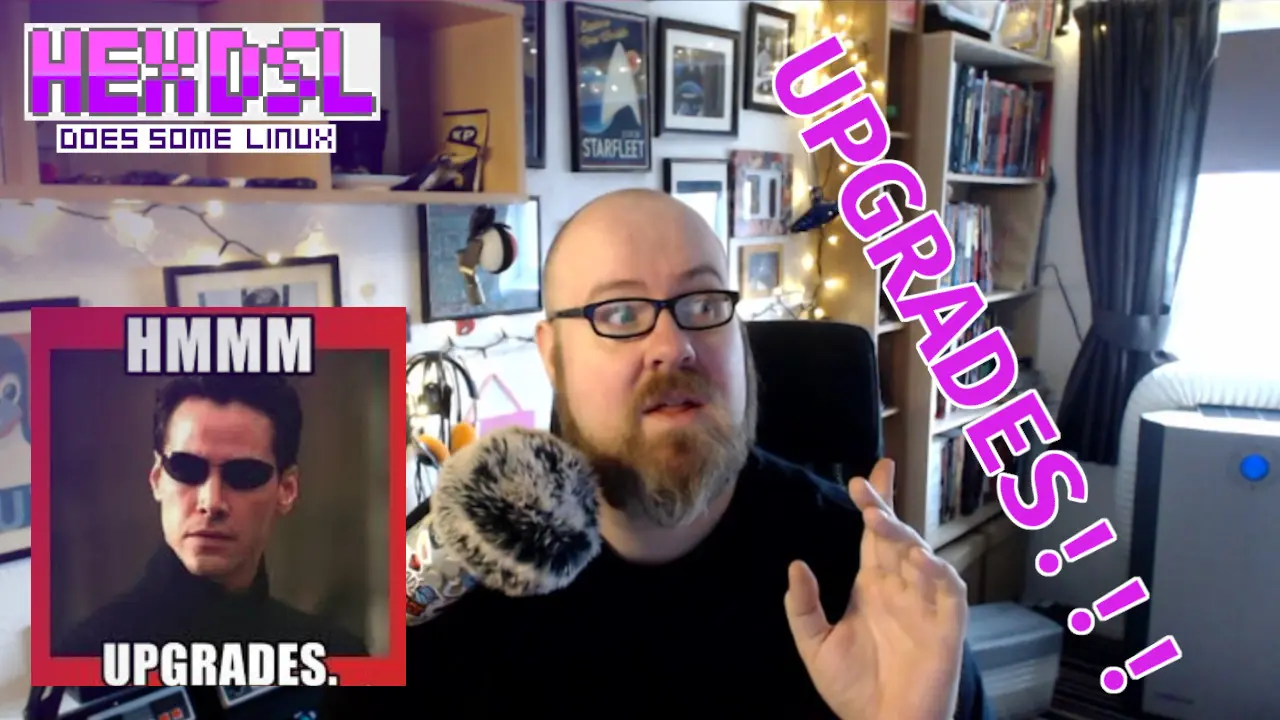 HEXDSL
DOES SOME LINUX
STARFLEET
UPGRADES!!!
HMMM
UPGRADES.